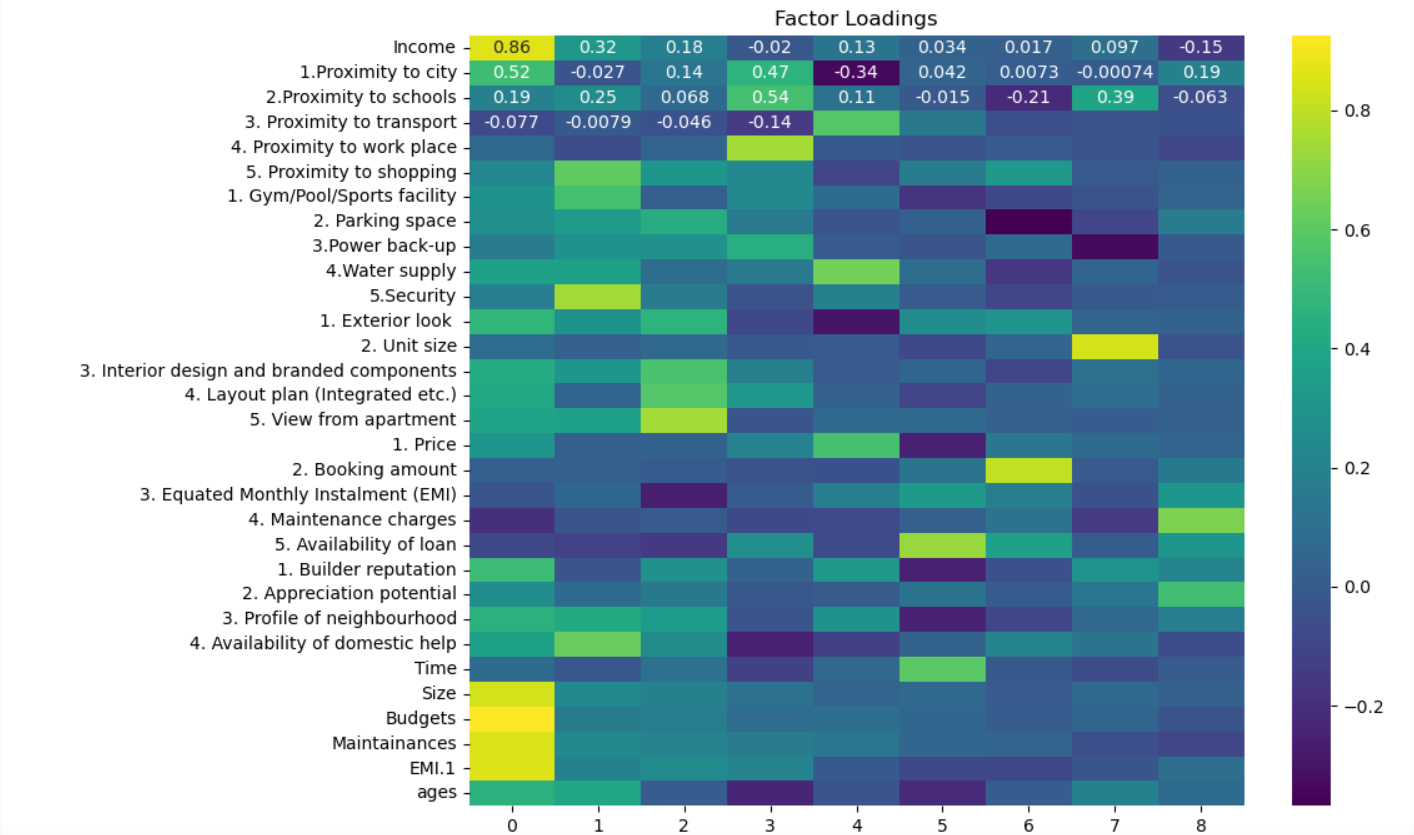 Factor Loadings
Income 0.86 0.32 0.18 -0.02 0.13 0.034 0.017 0.097 -0.15
1.Proximity to city 0.52 -0.027 0.14 0.47 -0.34 0.042 0.0073 -0.00074 0.19
2.Proximity to schools 0.19 0.25 0.068 0.54 0.11 -0.015 -0.21 0.39 -0.063
3. Proximity to transport -0.077 -0.0079 -0.046 -0.14
4. Proximity to work place
5. Proximity to shopping
1. Gym/Pool/Sports facility
2. Parking space
3.Power back-up
4.Water supply
5.Security
1. Exterior look
2. Unit size
3. Interior design and branded components
4. Layout plan (Integrated etc.)
5. View from apartment
1. Price
2. Booking amount
3. Equated Monthly Instalment (EMI)
4. Maintenance charges
5. Availability of loan
1. Builder reputation
2. Appreciation potential
3. Profile of neighbourhood
4. Availability of domestic help
Time
Size
Budgets
Maintainances
EMI.1
ages
0 1 2 3 4 5 6 7 8
0.8
0.6
0.4
0.2
0.0
−0.2